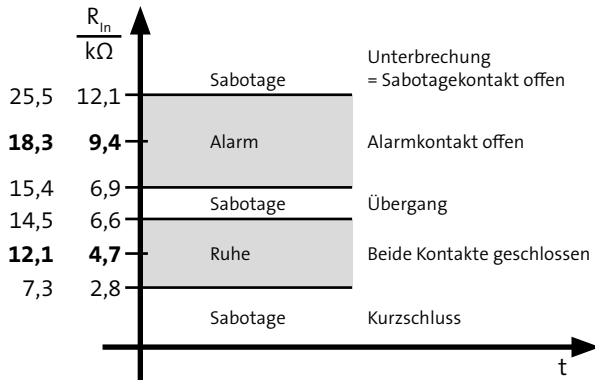 R_In
kΩ
Unterbrechung
Sabotage = Sabotagekontakt offen
25,5 12,1
18,3 9,4 Alarm Alarmkontakt offen
15,4 6,9
Sabotage Übergang
14,5 6,6
12,1 4,7 Ruhe Beide Kontakte geschlossen
7,3 2,8
Sabotage Kurzschluss
t